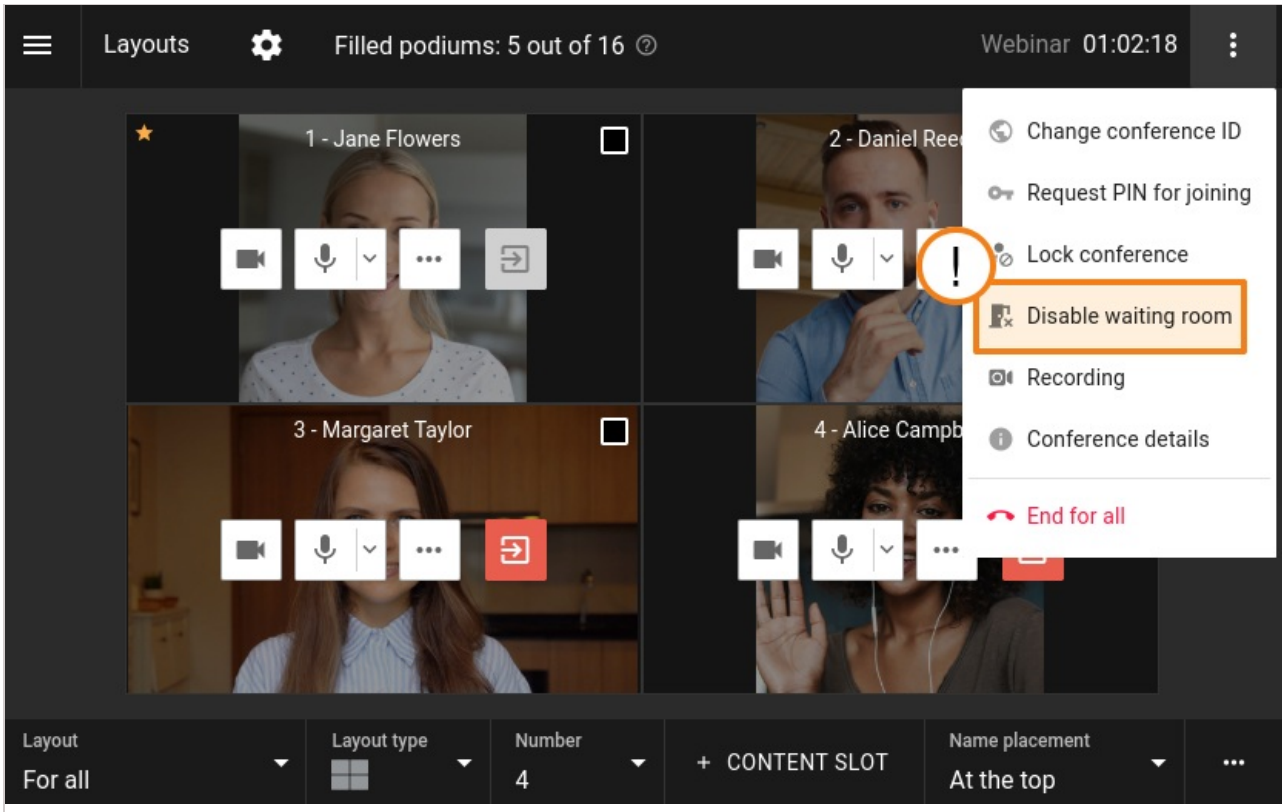 Layouts
Filled podiums: 5 out of 16
Webinar 01:02:18
1 - Jane Flowers
2 - Daniel
3 - Margaret Taylor
4 - Alice
Change conference ID
Request PIN for joining
!
Lock conference
Disable waiting room
Recording
Conference details
End for all
Layout
For all
Layout type
Number
4
+ CONTENT SLOT
Name placement
At the top